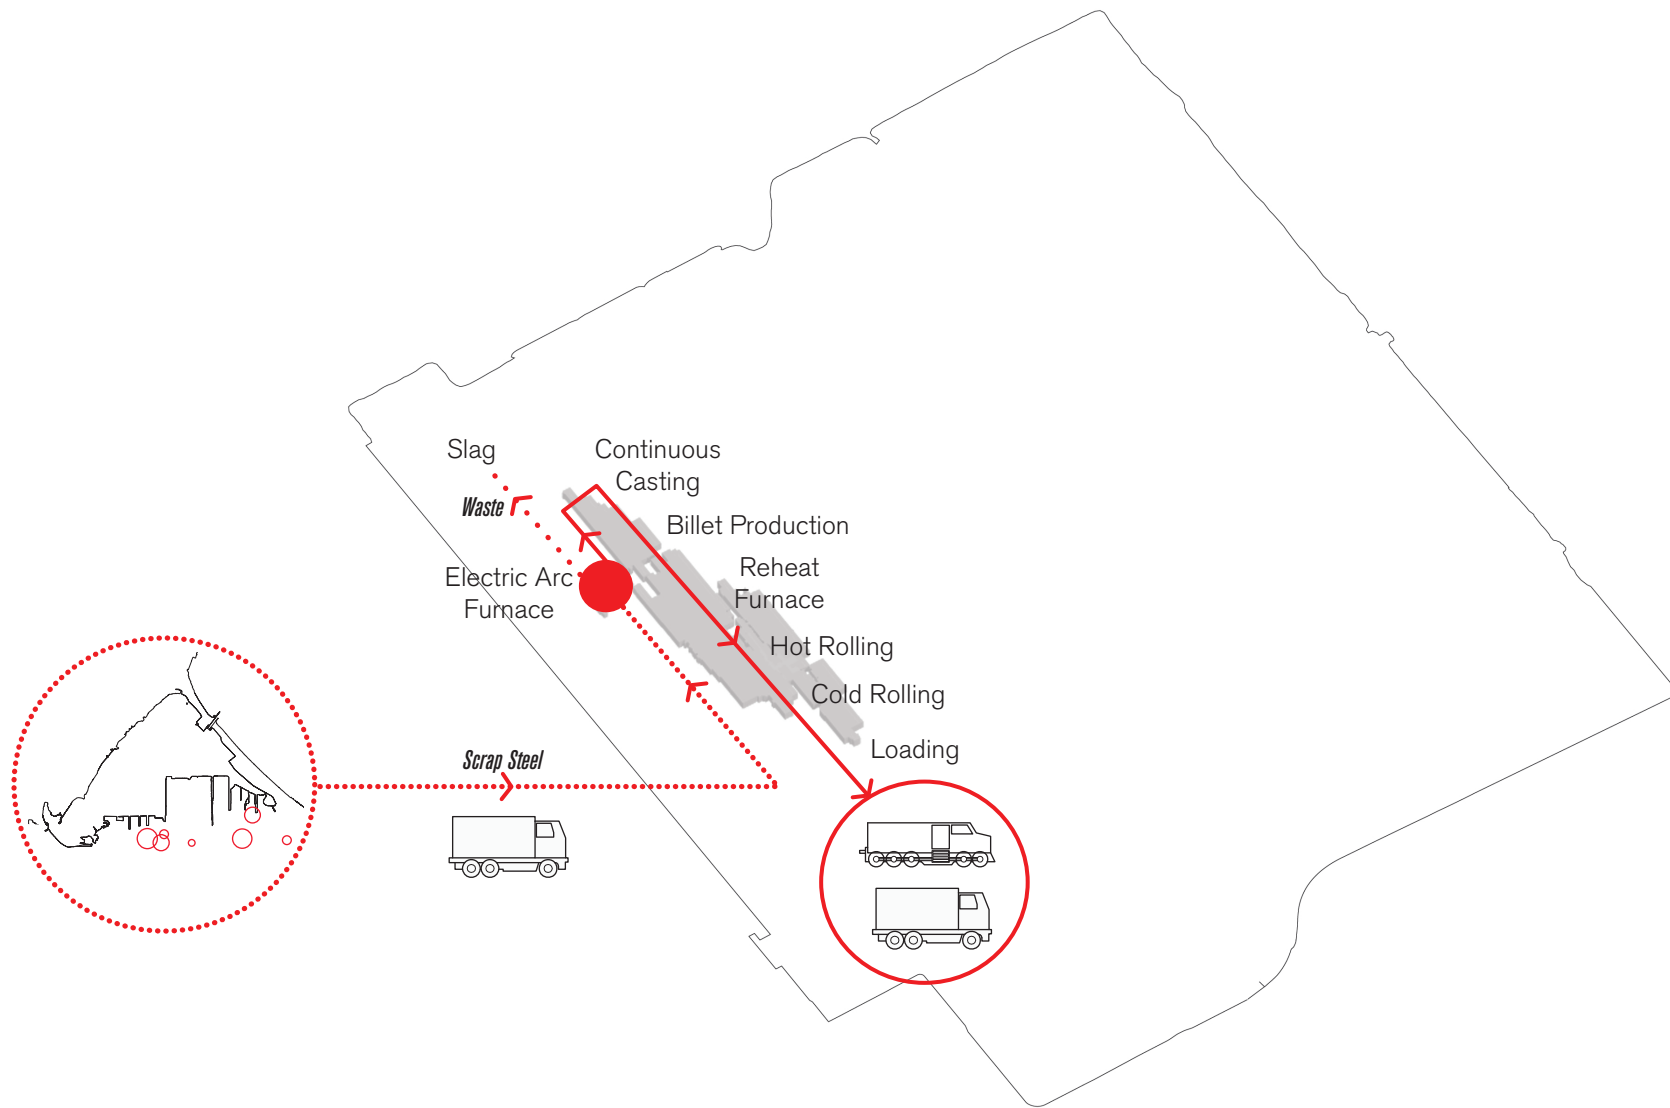 Slag
Continuous
Casting
Waste
Billet Production
Reheat
Furnace
Electric Arc
Furnace
Hot Rolling
Cold Rolling
Loading
Scrap Steel